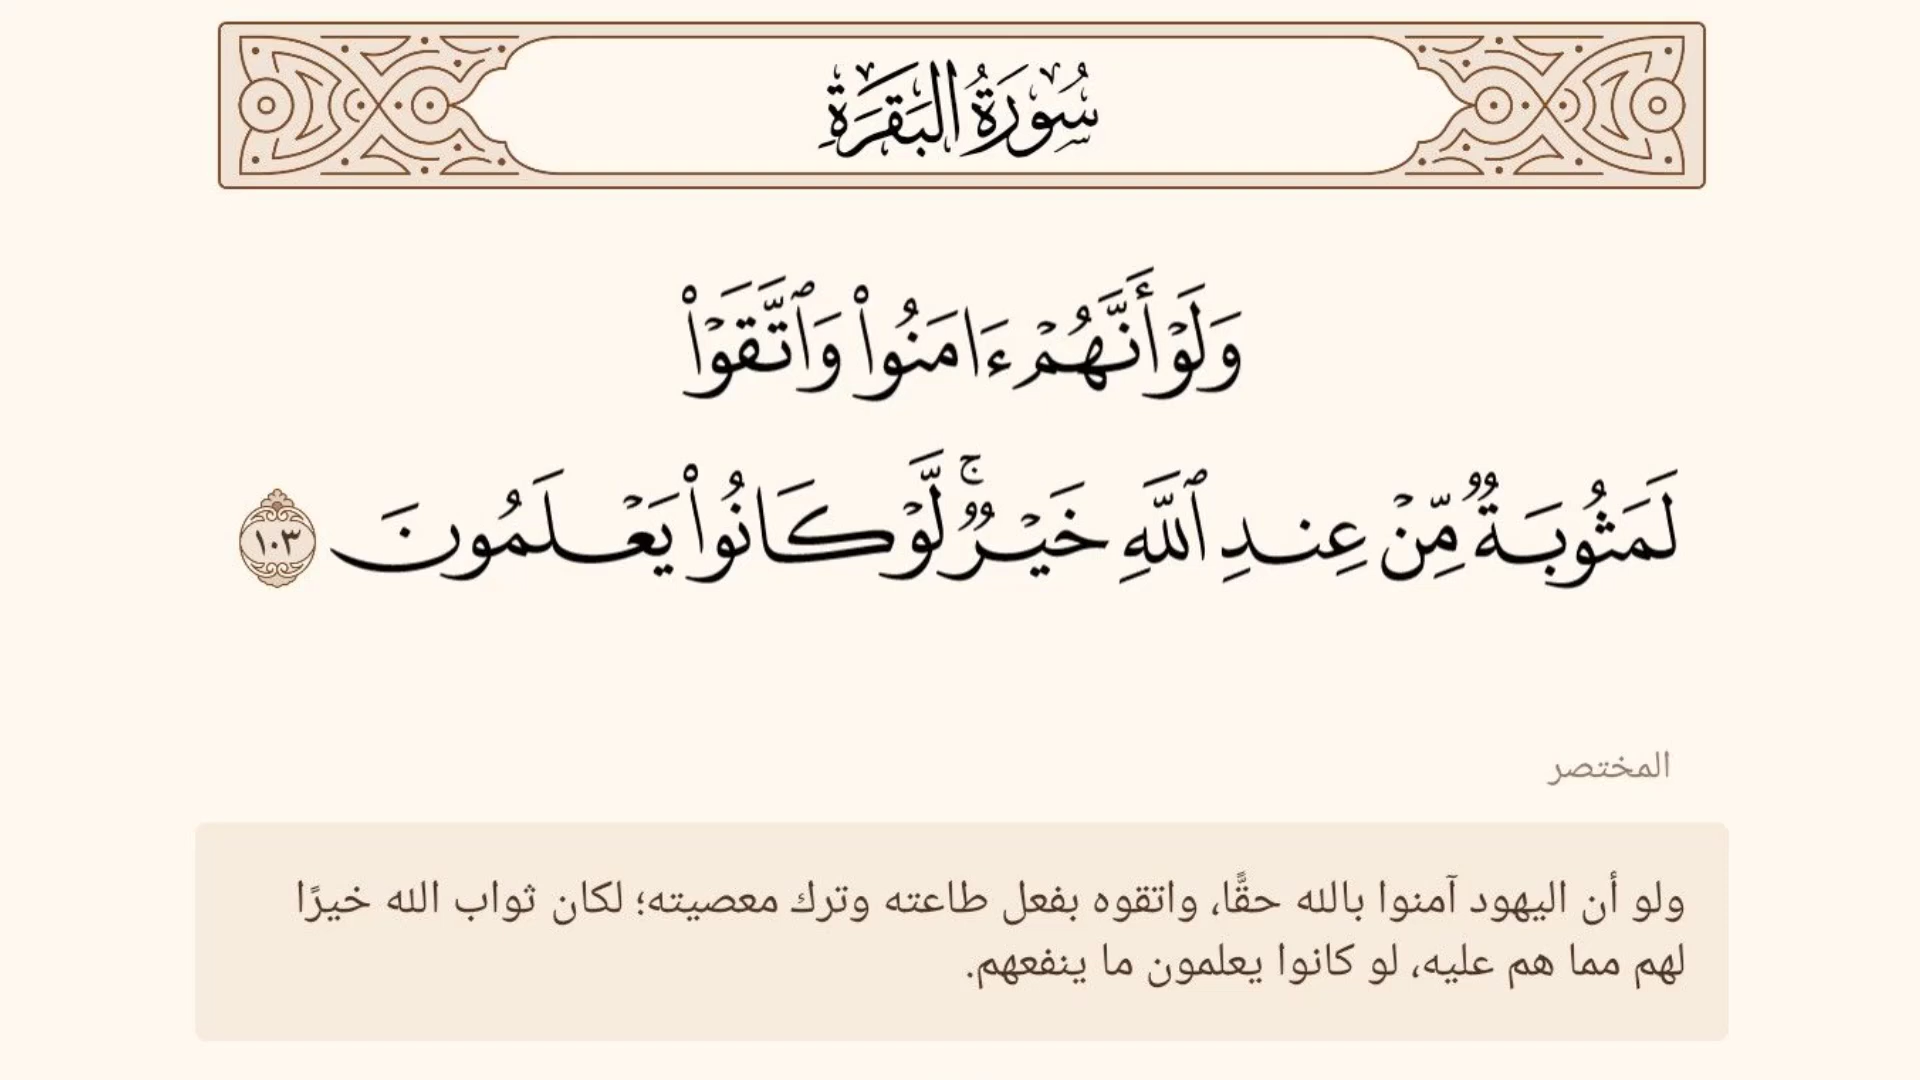 سُورَةُ البَقَرَةِ
وَلَوۡ أَنَّهُمۡ ءَامَنُواْ وَٱتَّقَوۡاْ
لَمَثُوبَةٞ مِّنۡ عِندِ ٱللَّهِ خَيۡرٞۚ لَّوۡ كَانُواْ يَعۡلَمُونَ ١٠٣
المختصر
ولو أن اليهود آمنوا بالله حقًّا، واتقوه بفعل طاعته وترك معصيته؛ لكان ثواب الله خيرًا
لهم مما هم عليه، لو كانوا يعلمون ما ينفعهم.